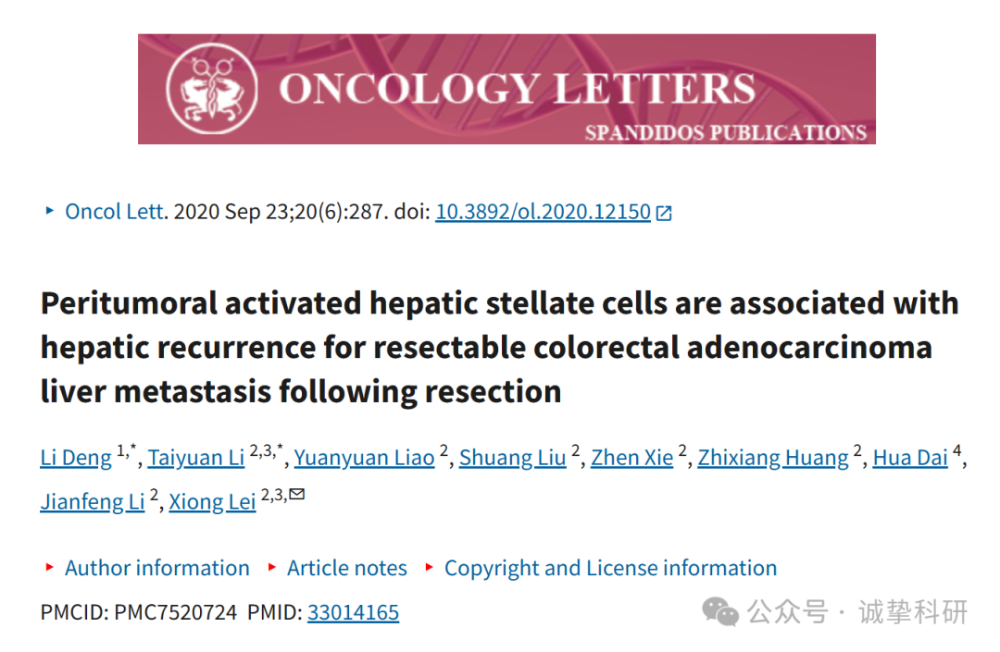 ONCOLOGY LETTERS
SPANDIDOS PUBLICATIONS
Oncol Lett. 2020 Sep 23;20(6):287. doi: 10.3892/ol.2020.12150
Peritumoral activated hepatic stellate cells are associated with
hepatic recurrence for resectable colorectal adenocarcinoma
liver metastasis following resection
Li Deng 1,*, Taiyuan Li 2,3,*, Yuanyuan Liao 2, Shuang Liu 2, Zhen Xie 2, Zhixiang Huang 2, Hua Dai 4,
Jianfeng Li 2, Xiong Lei 2,3,✉
Author information Article notes Copyright and License information
PMCID: PMC7520724 PMID: 33014165
公众号 · 诚挚科研